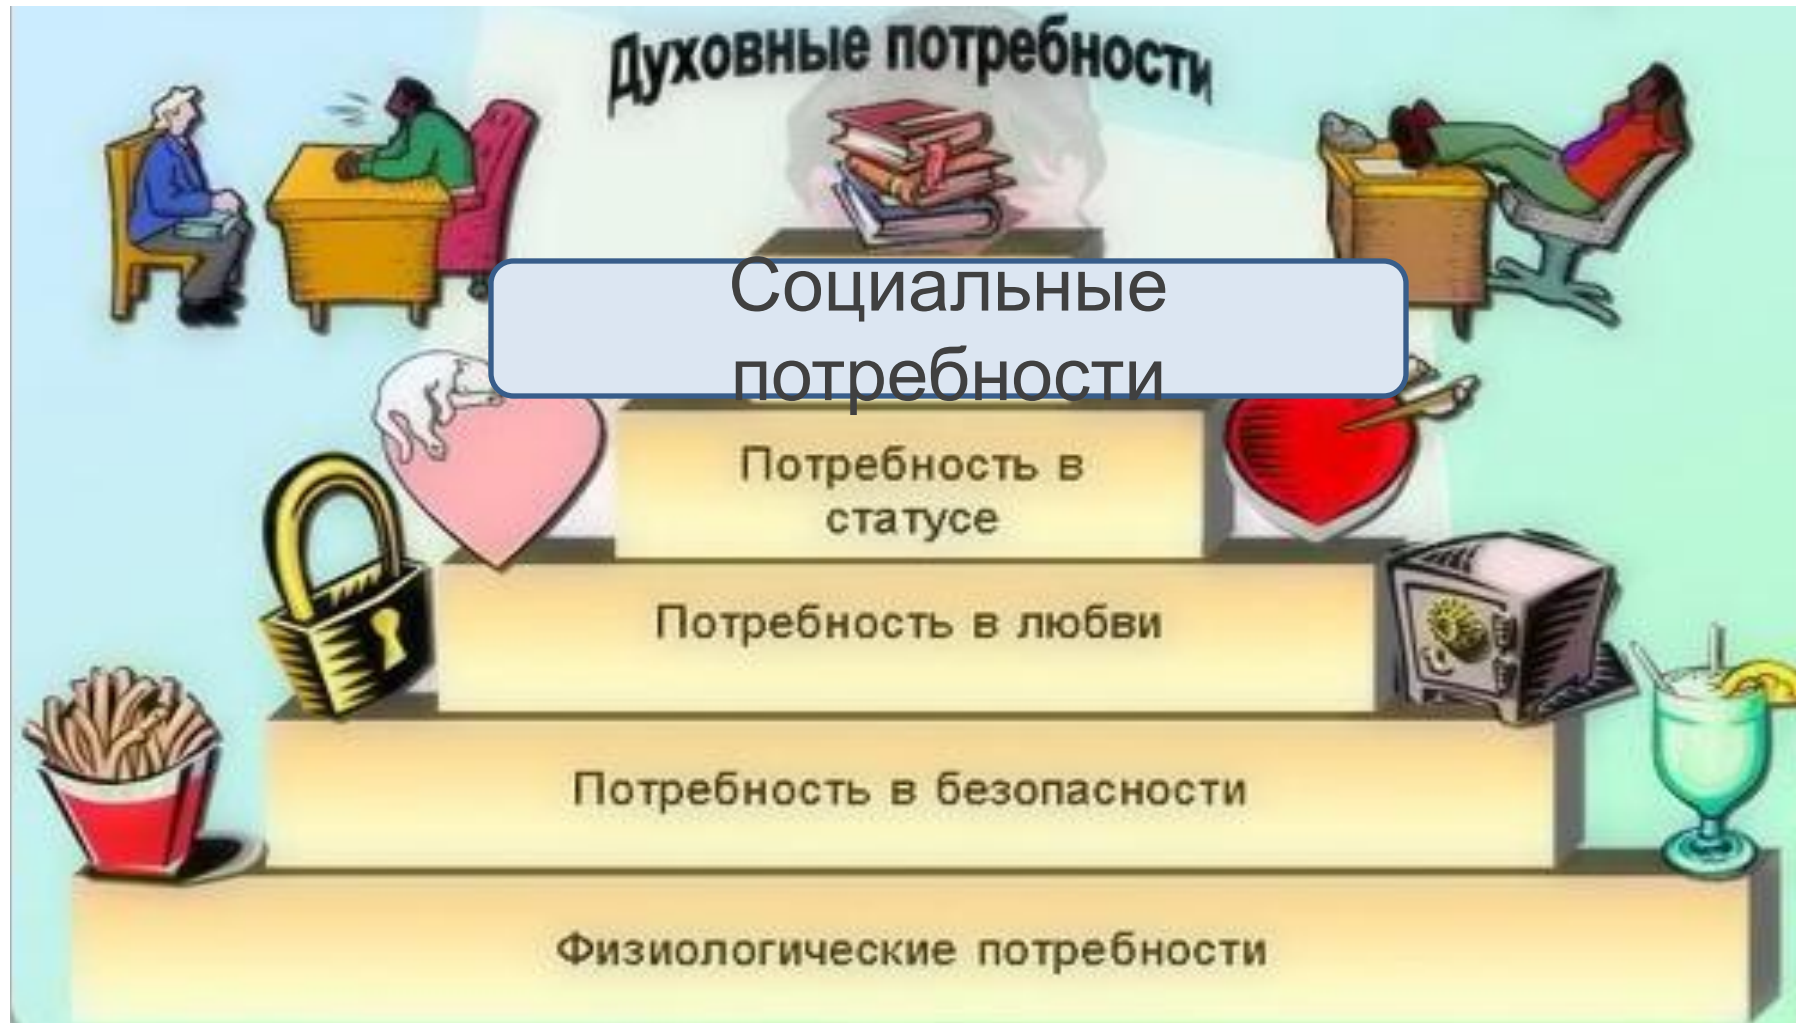 Духовные потребности
Социальные
потребности
Потребность в
статусе
Потребность в любви
Потребность в безопасности
Физиологические потребности